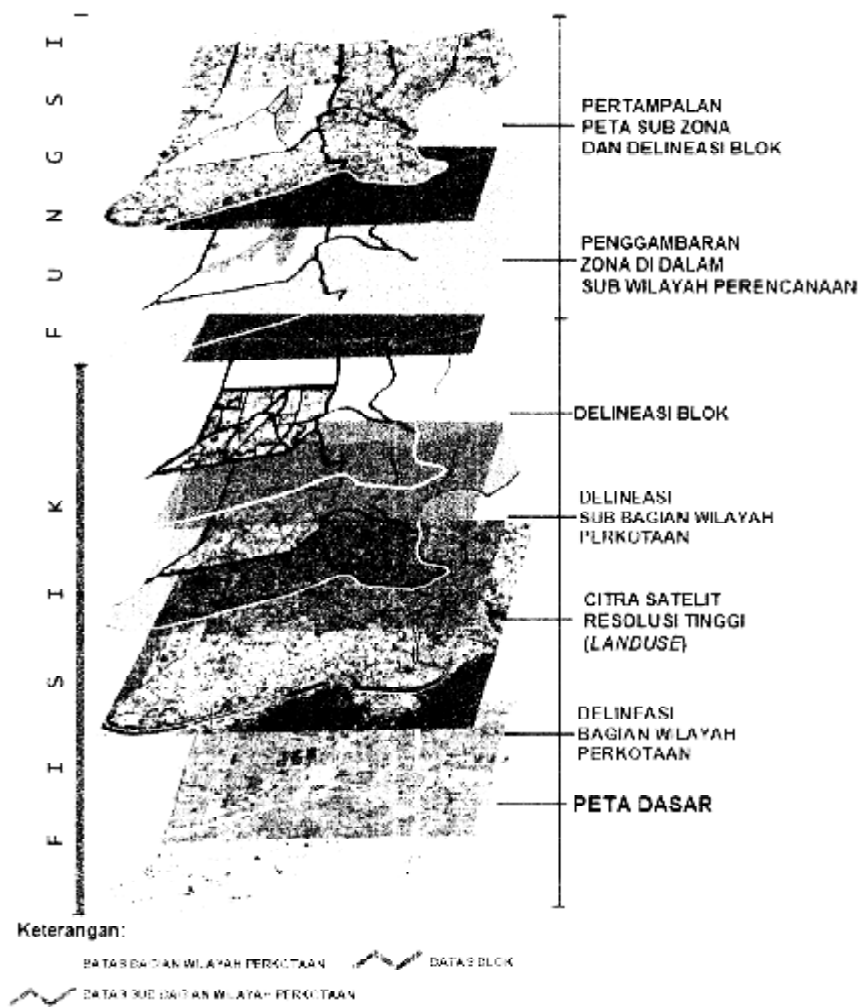 FUNGSI
PERTAMPALAN
PETA SUB ZONA
DAN DELINEASI BLOK
PENGGAMBARAN
ZONA DI DALAM
SUB WILAYAH PERENCANAAN
FISIK
DELINEASI BLOK
DELINEASI
SUB BAGIAN WILAYAH
PERKOTAAN
CITRA SATELIT
RESOLUSI TINGGI
(LANDUSE)
DELINEASI
BAGIAN WILAYAH
PERKOTAAN
PETA DASAR
Keterangan:
BATAS BAGIAN WILAYAH PERKOTAAN
BATAS BLOK
BATAS SUB BAGIAN WILAYAH PERKOTAAN